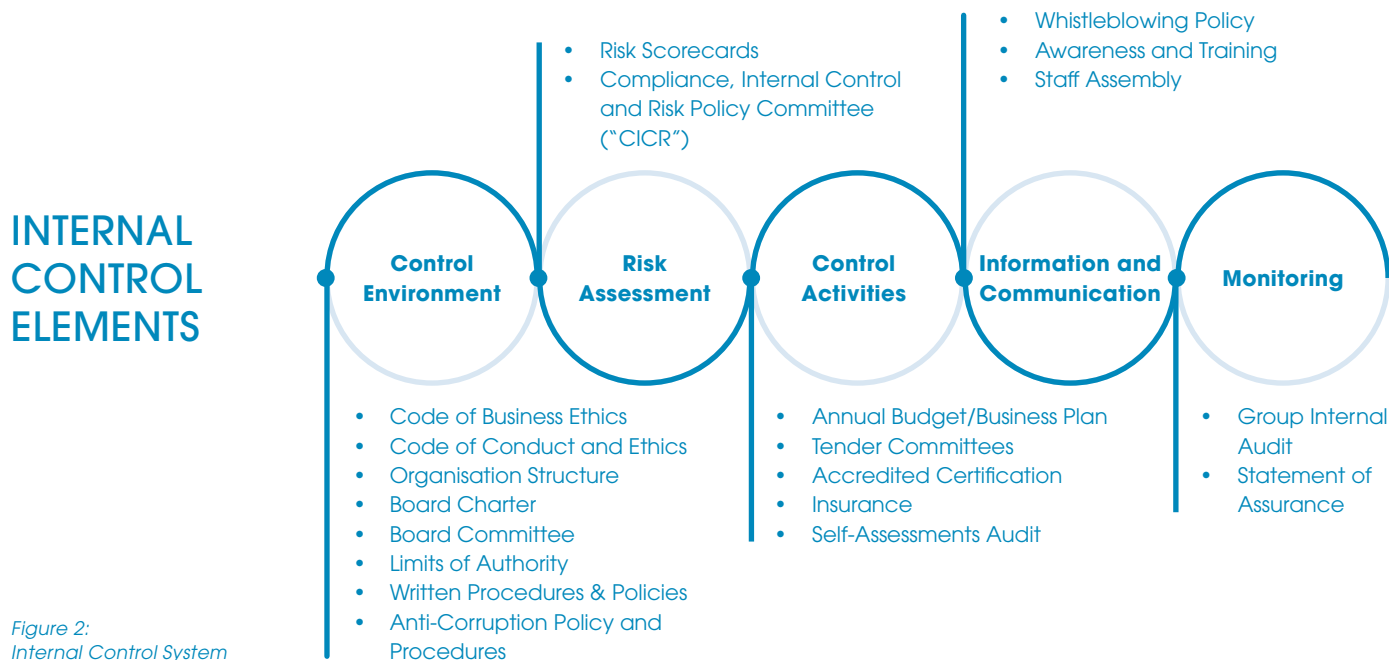 INTERNAL
CONTROL
ELEMENTS
• Risk Scorecards
• Compliance, Internal Control
and Risk Policy Committee
(“CICR”)
• Whistleblowing Policy
• Awareness and Training
• Staff Assembly
Control
Environment
Risk
Assessment
Control
Activities
Information and
Communication
Monitoring
• Code of Business Ethics
• Code of Conduct and Ethics
• Organisation Structure
• Board Charter
• Board Committee
• Limits of Authority
• Written Procedures & Policies
• Anti-Corruption Policy and
Procedures
• Annual Budget/Business Plan
• Tender Committees
• Accredited Certification
• Insurance
• Self-Assessments Audit
• Group Internal
Audit
• Statement of
Assurance
Figure 2:
Internal Control System